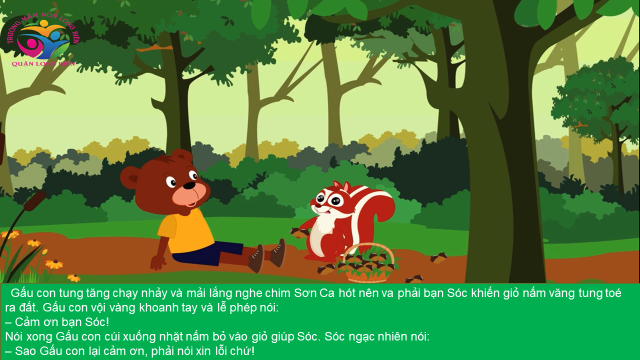 QUẬN LONG BIÊN
Gấu con tung tăng chạy nhảy và mải lắng nghe chim Sơn Ca hót nên va phải bạn Sóc khiến giỏ nấm văng tung toé
ra đất. Gấu con vội vàng khoanh tay và lễ phép nói:
– Cảm ơn bạn Sóc!
Nói xong Gấu con cúi xuống nhặt nấm bỏ vào giỏ giúp Sóc. Sóc ngạc nhiên nói:
– Sao Gấu con lại cảm ơn, phải nói xin lỗi chứ!